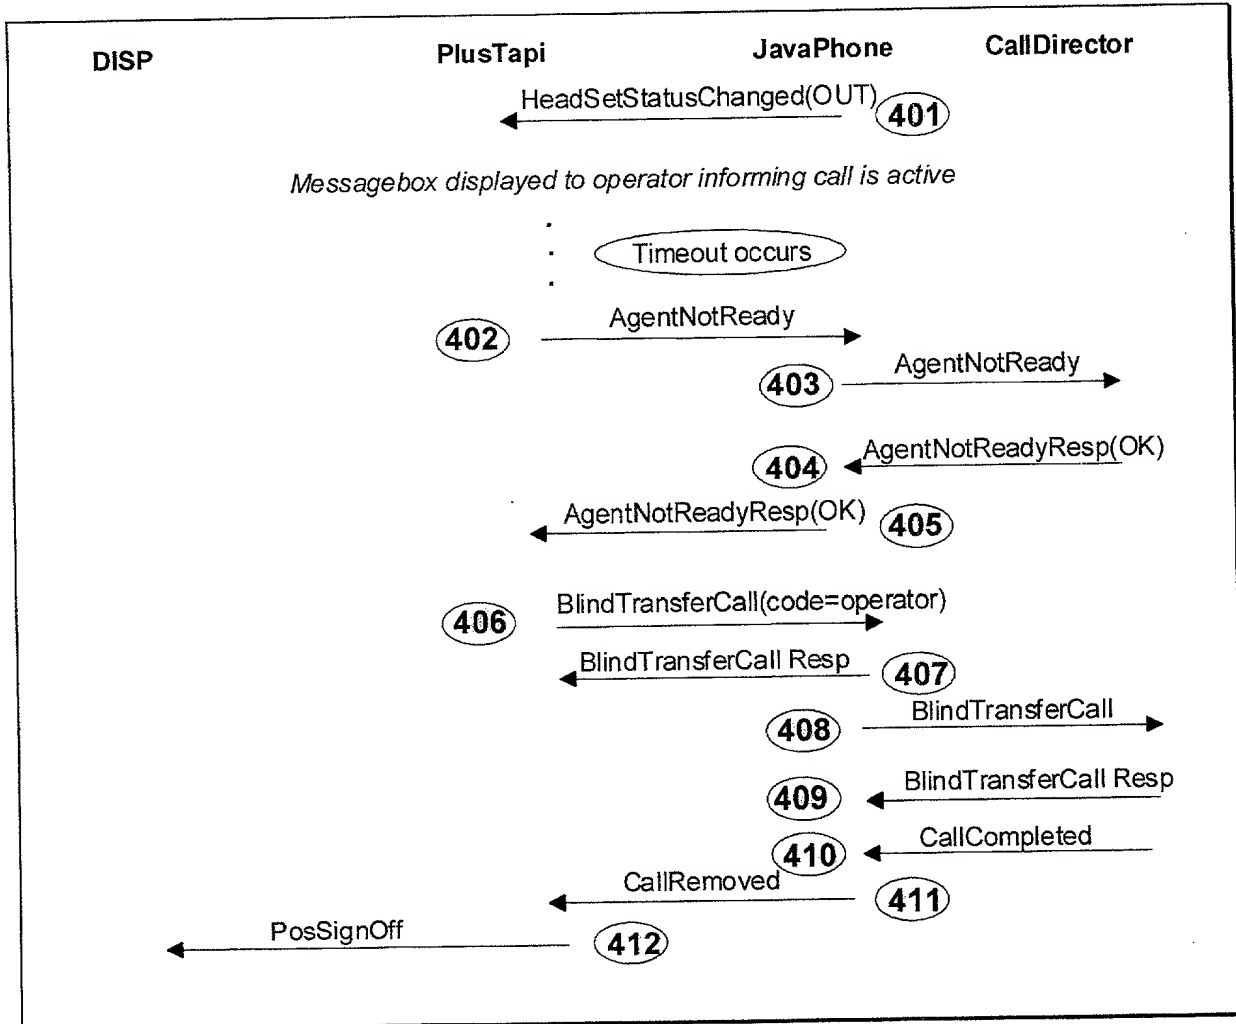 DISP PlusTapi JavaPhone CallDirector
HeadSetStatusChanged(OUT) 401
Messagebox displayed to operator informing call is active
Timeout occurs
402 AgentNotReady
403 AgentNotReady
404 AgentNotReadyResp(OK)
AgentNotReadyResp(OK) 405
406 BlindTransferCall(code=operator)
BlindTransferCall Resp 407
408 BlindTransferCall
409 BlindTransferCall Resp
410 CallCompleted
CallRemoved 411
PosSignOff 412